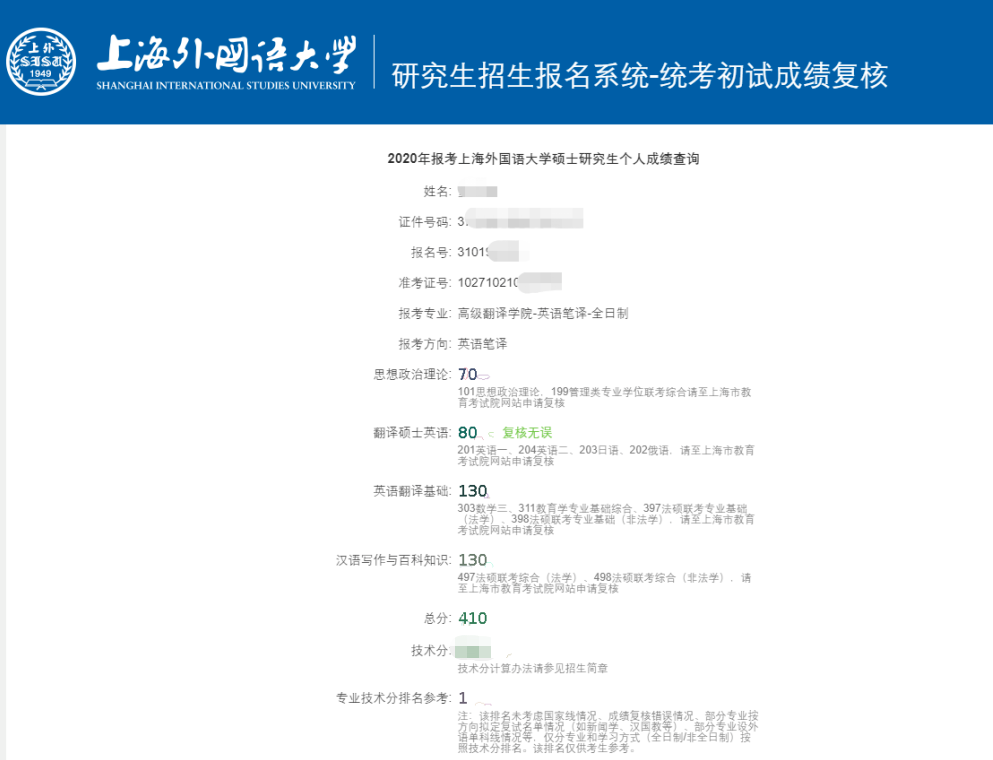 上外
SISU
1949
上海外国语大学
SHANGHAI INTERNATIONAL STUDIES UNIVERSITY
研究生招生报名系统-统考初试成绩复核
2020年报考上海外国语大学硕士研究生个人成绩查询
姓名:
证件号码: 3
报名号: 31019
准考证号: 102710210
报考专业: 高级翻译学院-英语笔译-全日制
报考方向: 英语笔译
思想政治理论: 70
101思想政治理论、199管理类专业学位联考综合请至上海市教
育考试院网站申请复核
翻译硕士英语: 80 复核无误
201英语一、204英语二、203日语、202俄语, 请至上海市教育
考试院网站申请复核
英语翻译基础: 130
303数学三、311教育学专业基础综合、397法硕联考专业基础
（法学）、398法硕联考专业基础（非法学）, 请至上海市教育
考试院网站申请复核
汉语写作与百科知识: 130
497法硕联考综合（法学）、498法硕联考综合（非法学）, 请
至上海市教育考试院网站申请复核
总分: 410
技术分:
技术分计算办法请参见招生简章
专业技术分排名参考: 1
注: 该排名未考虑国家线情况、成绩复核错误情况、部分专业按
方向拟定复试名单情况（如新闻学、汉国教等）、部分专业设外
语单科线情况等, 仅分专业和学习方式（全日制/非全日制）按
照技术分排名。该排名仅供考生参考。